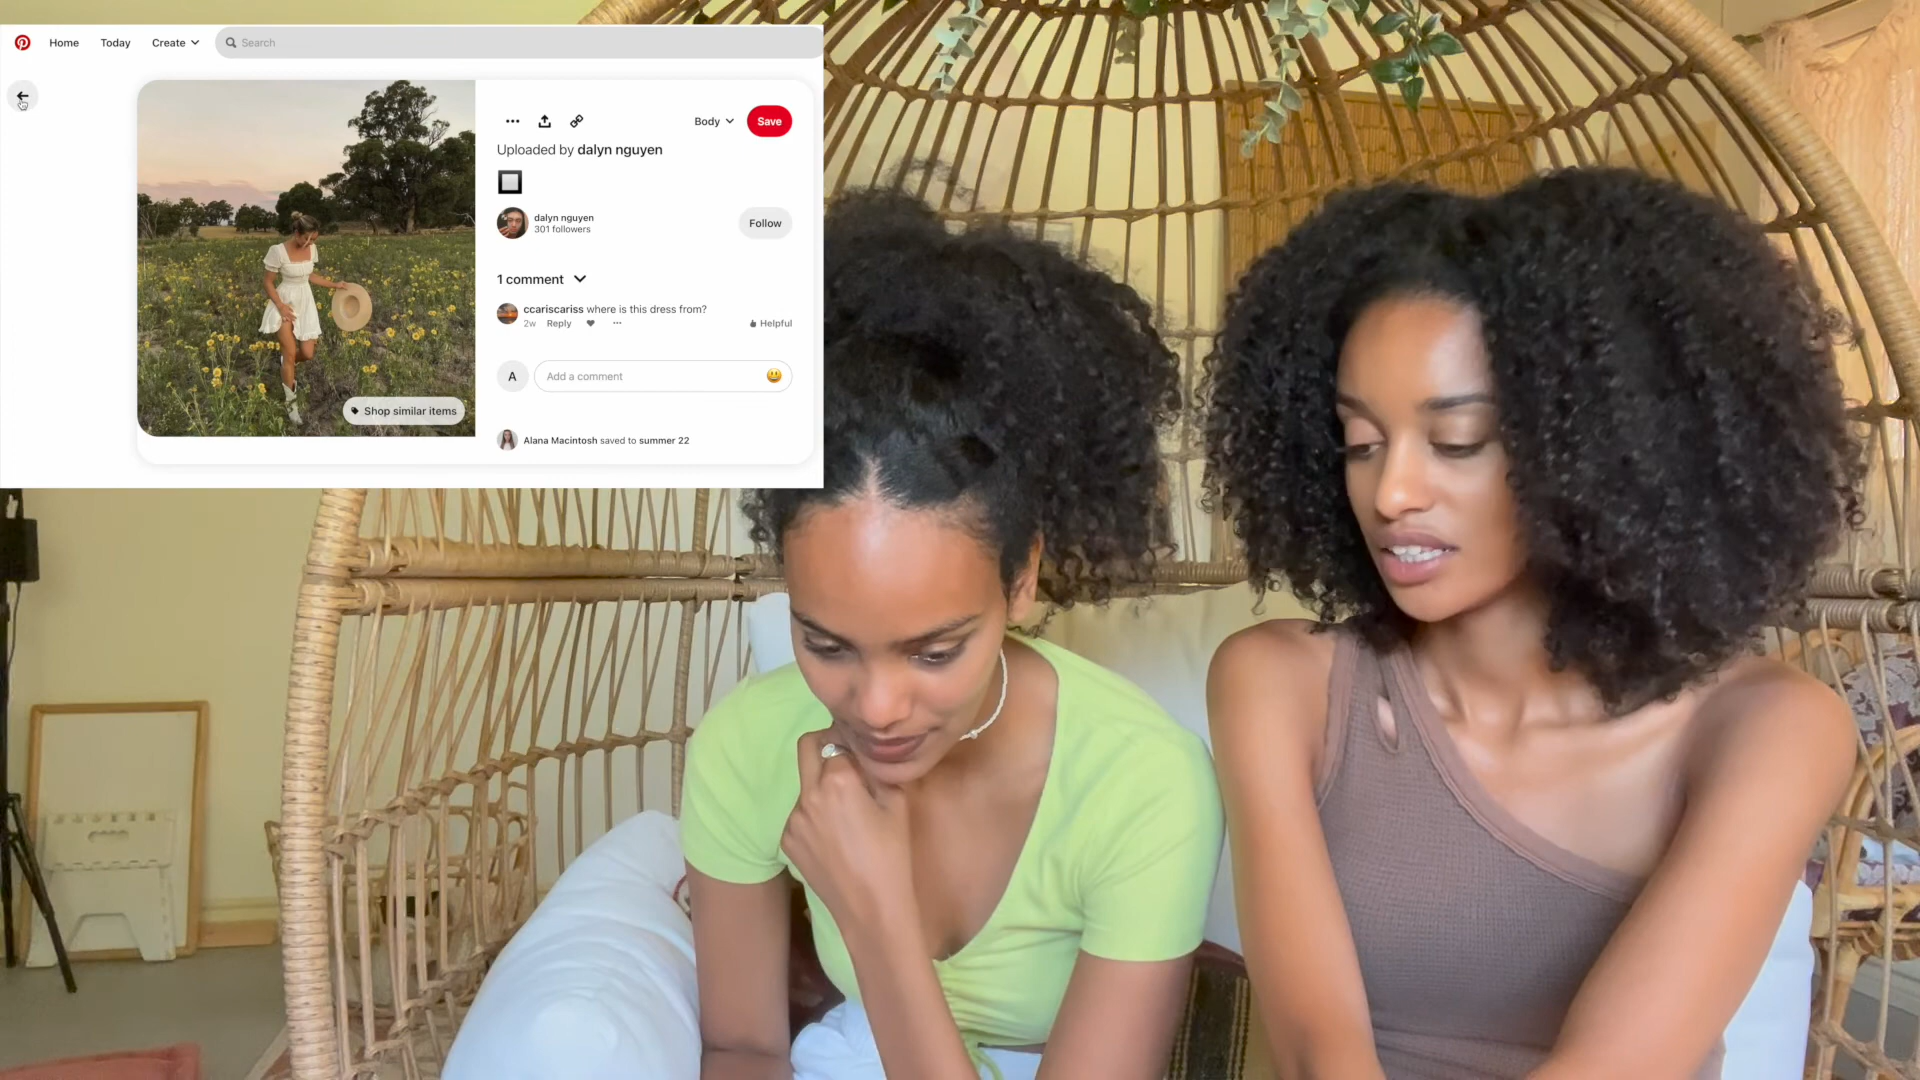 Home Today Create Search
Body Save
Uploaded by dalyn nguyen
dalyn nguyen
301 followers
Follow
1 comment
ccariscariss where is this dress from?
2w Reply ... Helpful
A Add a comment
Shop similar items
Alana Macintosh saved to summer 22